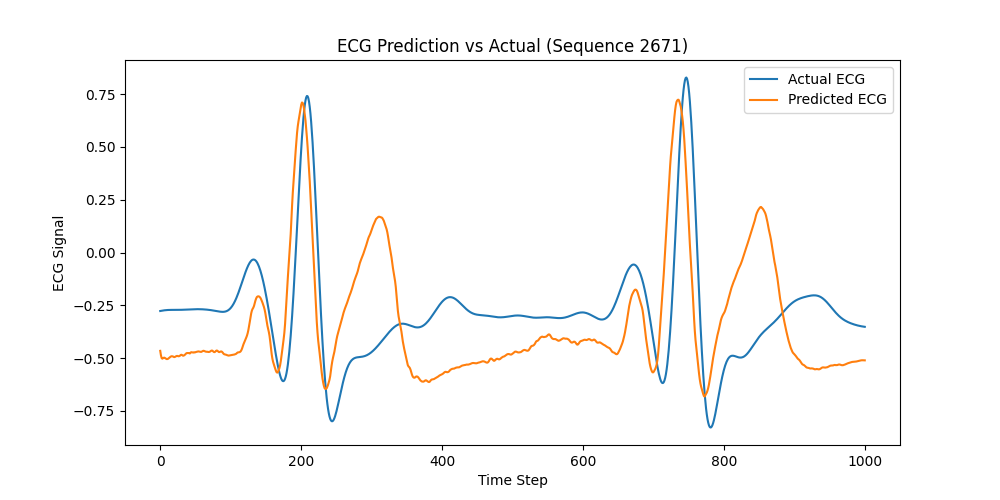 ECG Prediction vs Actual (Sequence 2671)
Actual ECG
Predicted ECG
ECG Signal
0.75
0.50
0.25
0.00
−0.25
−0.50
−0.75
0 200 400 600 800 1000
Time Step